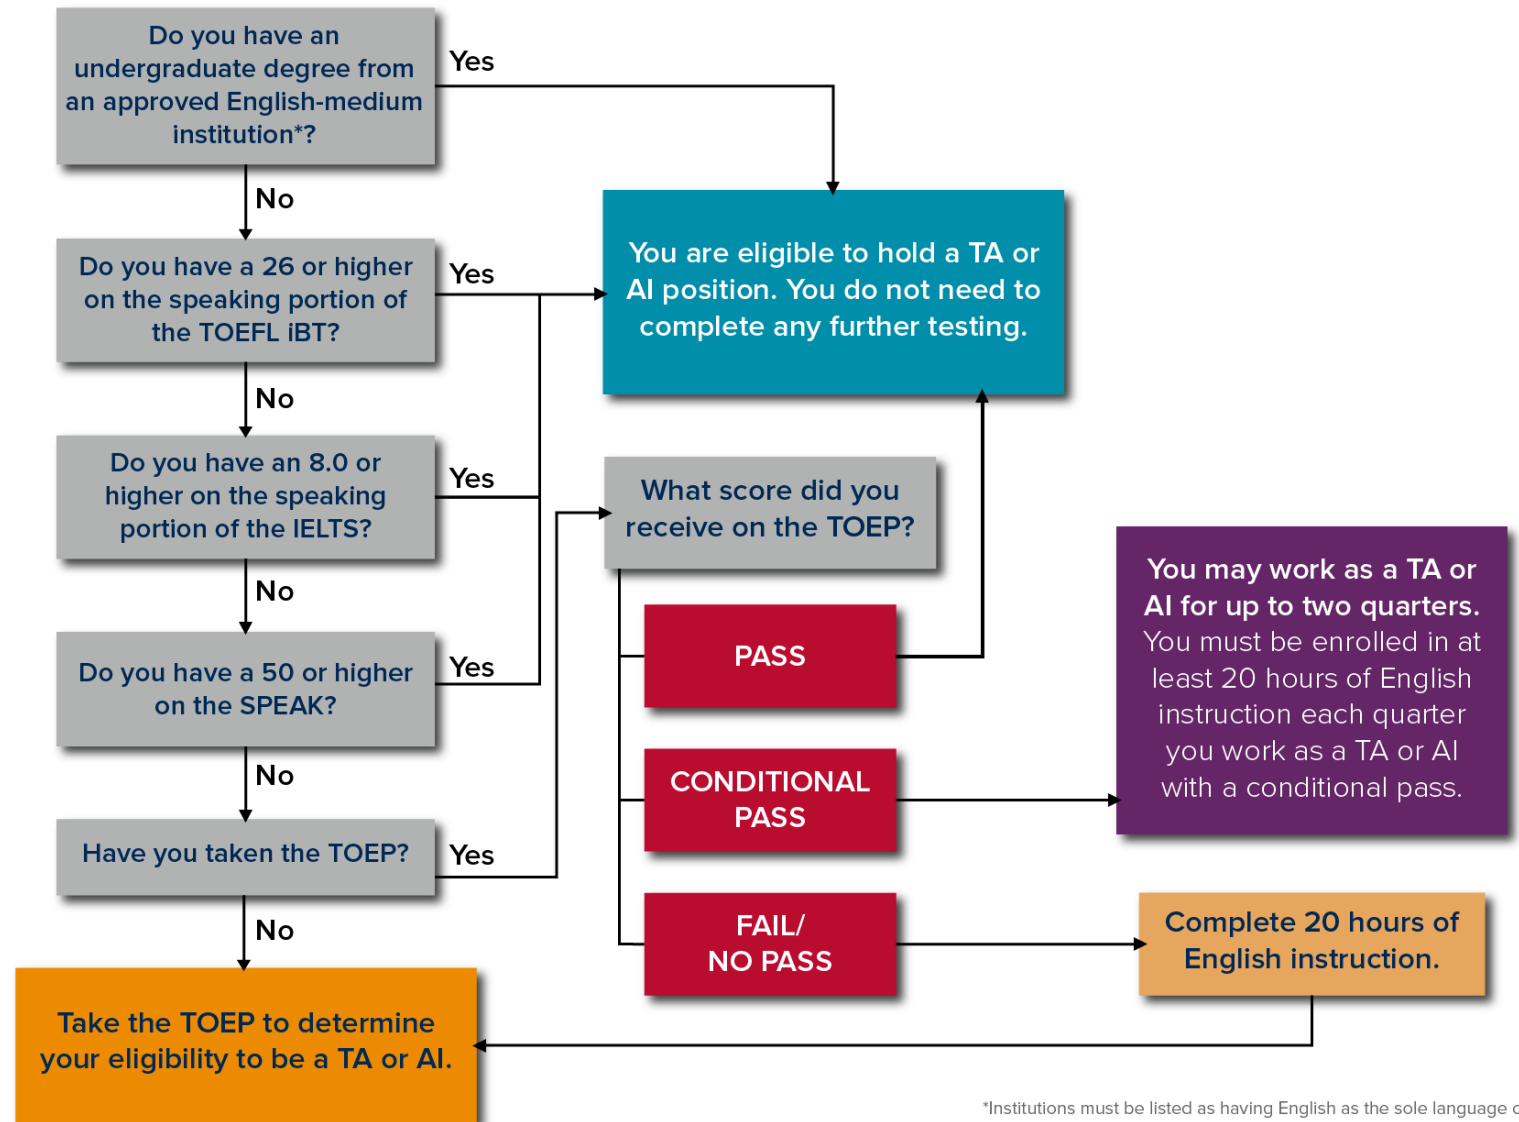 Do you have an
undergraduate degree from
an approved English-medium
institution*?
Yes
No
Do you have a 26 or higher
on the speaking portion of
the TOEFL iBT?
Yes
You are eligible to hold a TA or
AI position. You do not need to
complete any further testing.
No
Do you have an 8.0 or
higher on the speaking
portion of the IELTS?
Yes
No
Do you have a 50 or higher
on the SPEAK?
Yes
No
Have you taken the TOEP?
Yes
No
Take the TOEP to determine
your eligibility to be a TA or AI.
What score did you
receive on the TOEP?
PASS
CONDITIONAL
PASS
FAIL/
NO PASS
You may work as a TA or
AI for up to two quarters.
You must be enrolled in at
least 20 hours of English
instruction each quarter
you work as a TA or AI
with a conditional pass.
Complete 20 hours of
English instruction.
*Institutions must be listed as having English as the sole language